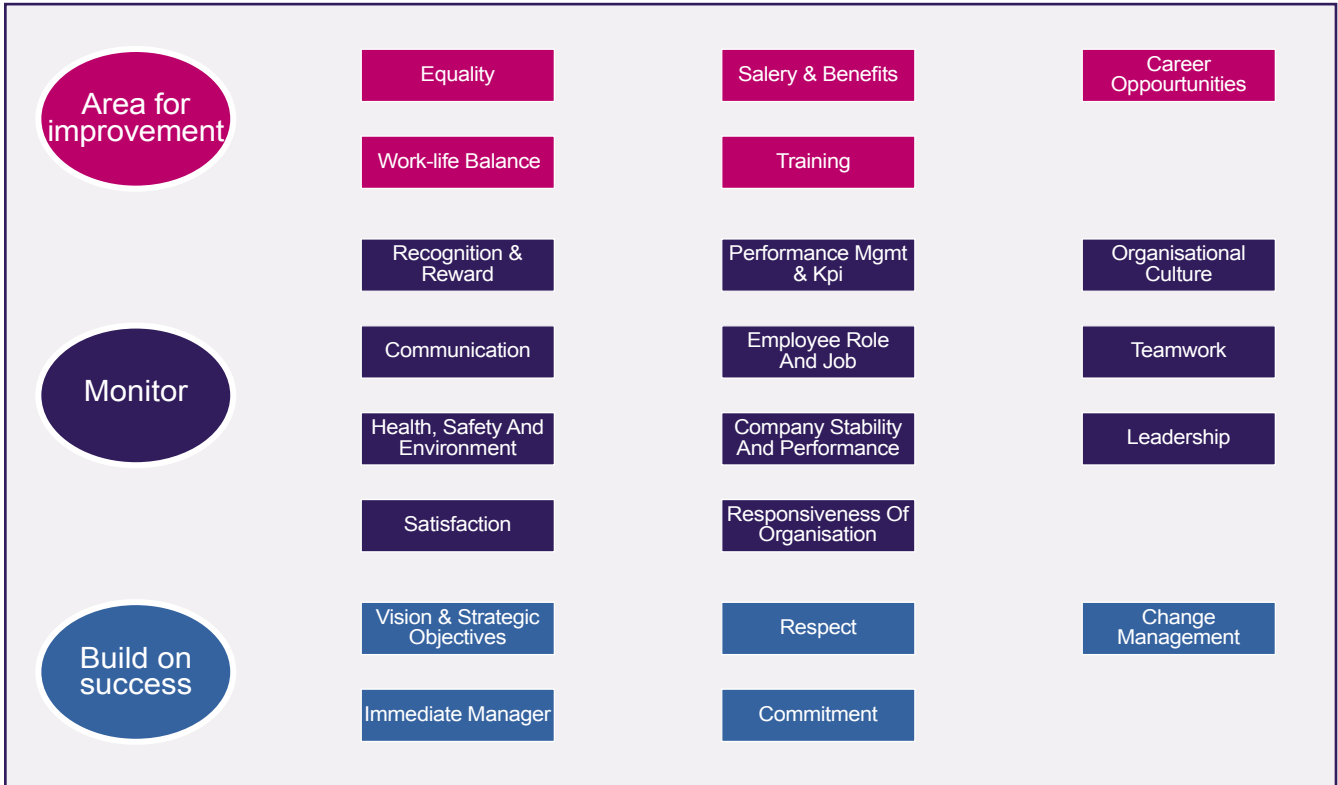 Area for
improvement
Equality
Salery & Benefits
Career
Oppourtunities
Work-life Balance
Training
Monitor
Recognition &
Reward
Performance Mgmt
& Kpi
Organisational
Culture
Communication
Employee Role
And Job
Teamwork
Health, Safety And
Environment
Company Stability
And Performance
Leadership
Satisfaction
Responsiveness Of
Organisation
Build on
success
Vision & Strategic
Objectives
Respect
Change
Management
Immediate Manager
Commitment